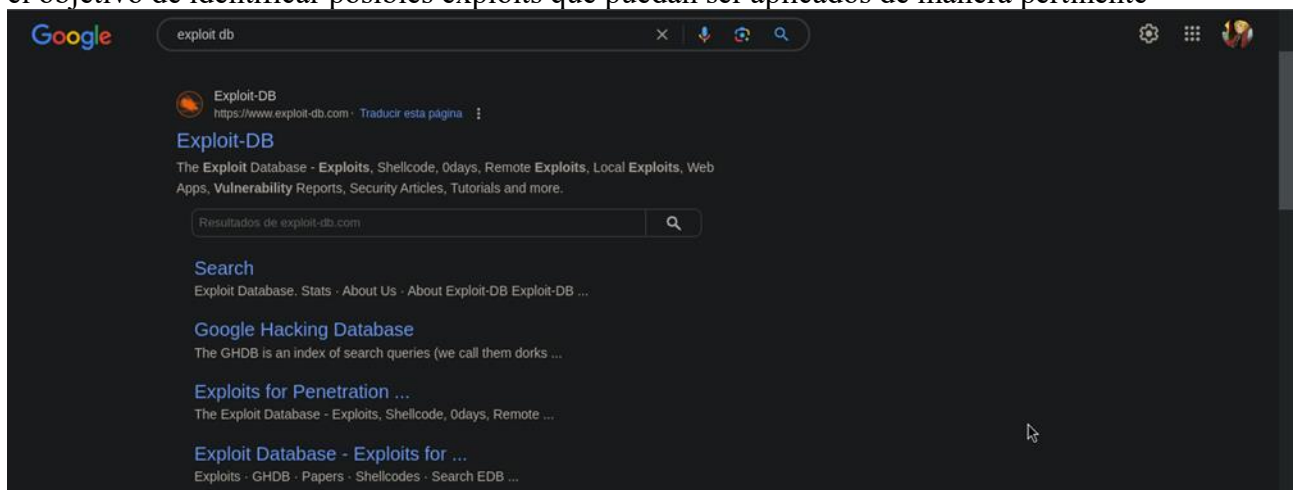 el objetivo de identificar posibles exploits que puedan ser aplicados de manera pertinente
Google
exploit db
Exploit-DB
https://www.exploit-db.com · Traducir esta página
Exploit-DB
The Exploit Database - Exploits, Shellcode, 0days, Remote Exploits, Local Exploits, Web
Apps, Vulnerability Reports, Security Articles, Tutorials and more.
Resultados de exploit-db.com
Search
Exploit Database. Stats · About Us · About Exploit-DB Exploit-DB ...
Google Hacking Database
The GHDB is an index of search queries (we call them dorks ...
Exploits for Penetration ...
The Exploit Database - Exploits, Shellcode, 0days, Remote ...
Exploit Database - Exploits for ...
Exploits · GHDB · Papers · Shellcodes · Search EDB ...